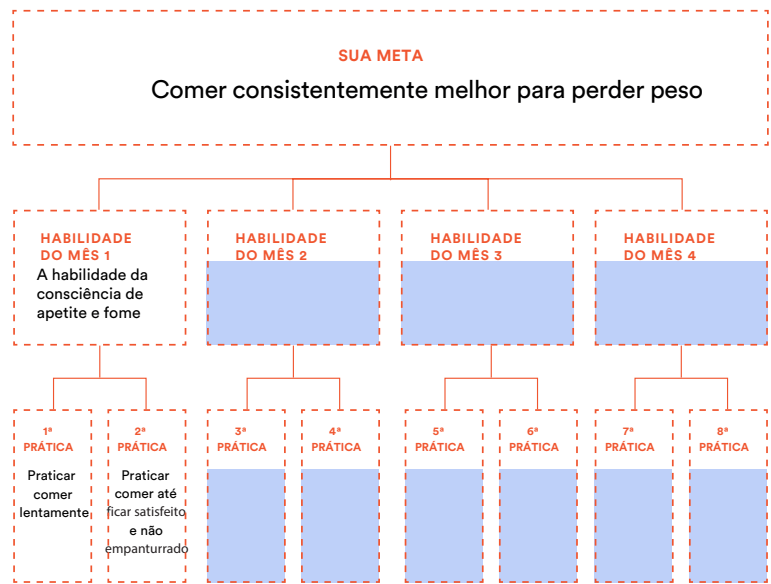 SUA META
Comer consistentemente melhor para perder peso
HABILIDADE
DO MÊS 1
A habilidade da
consciência de
apetite e fome
HABILIDADE
DO MÊS 2
HABILIDADE
DO MÊS 3
HABILIDADE
DO MÊS 4
1ª
PRÁTICA
Praticar
comer
lentamente
2ª
PRÁTICA
Praticar
comer até
ficar satisfeito
e não
empanturrado
3ª
PRÁTICA
4ª
PRÁTICA
5ª
PRÁTICA
6ª
PRÁTICA
7ª
PRÁTICA
8ª
PRÁTICA